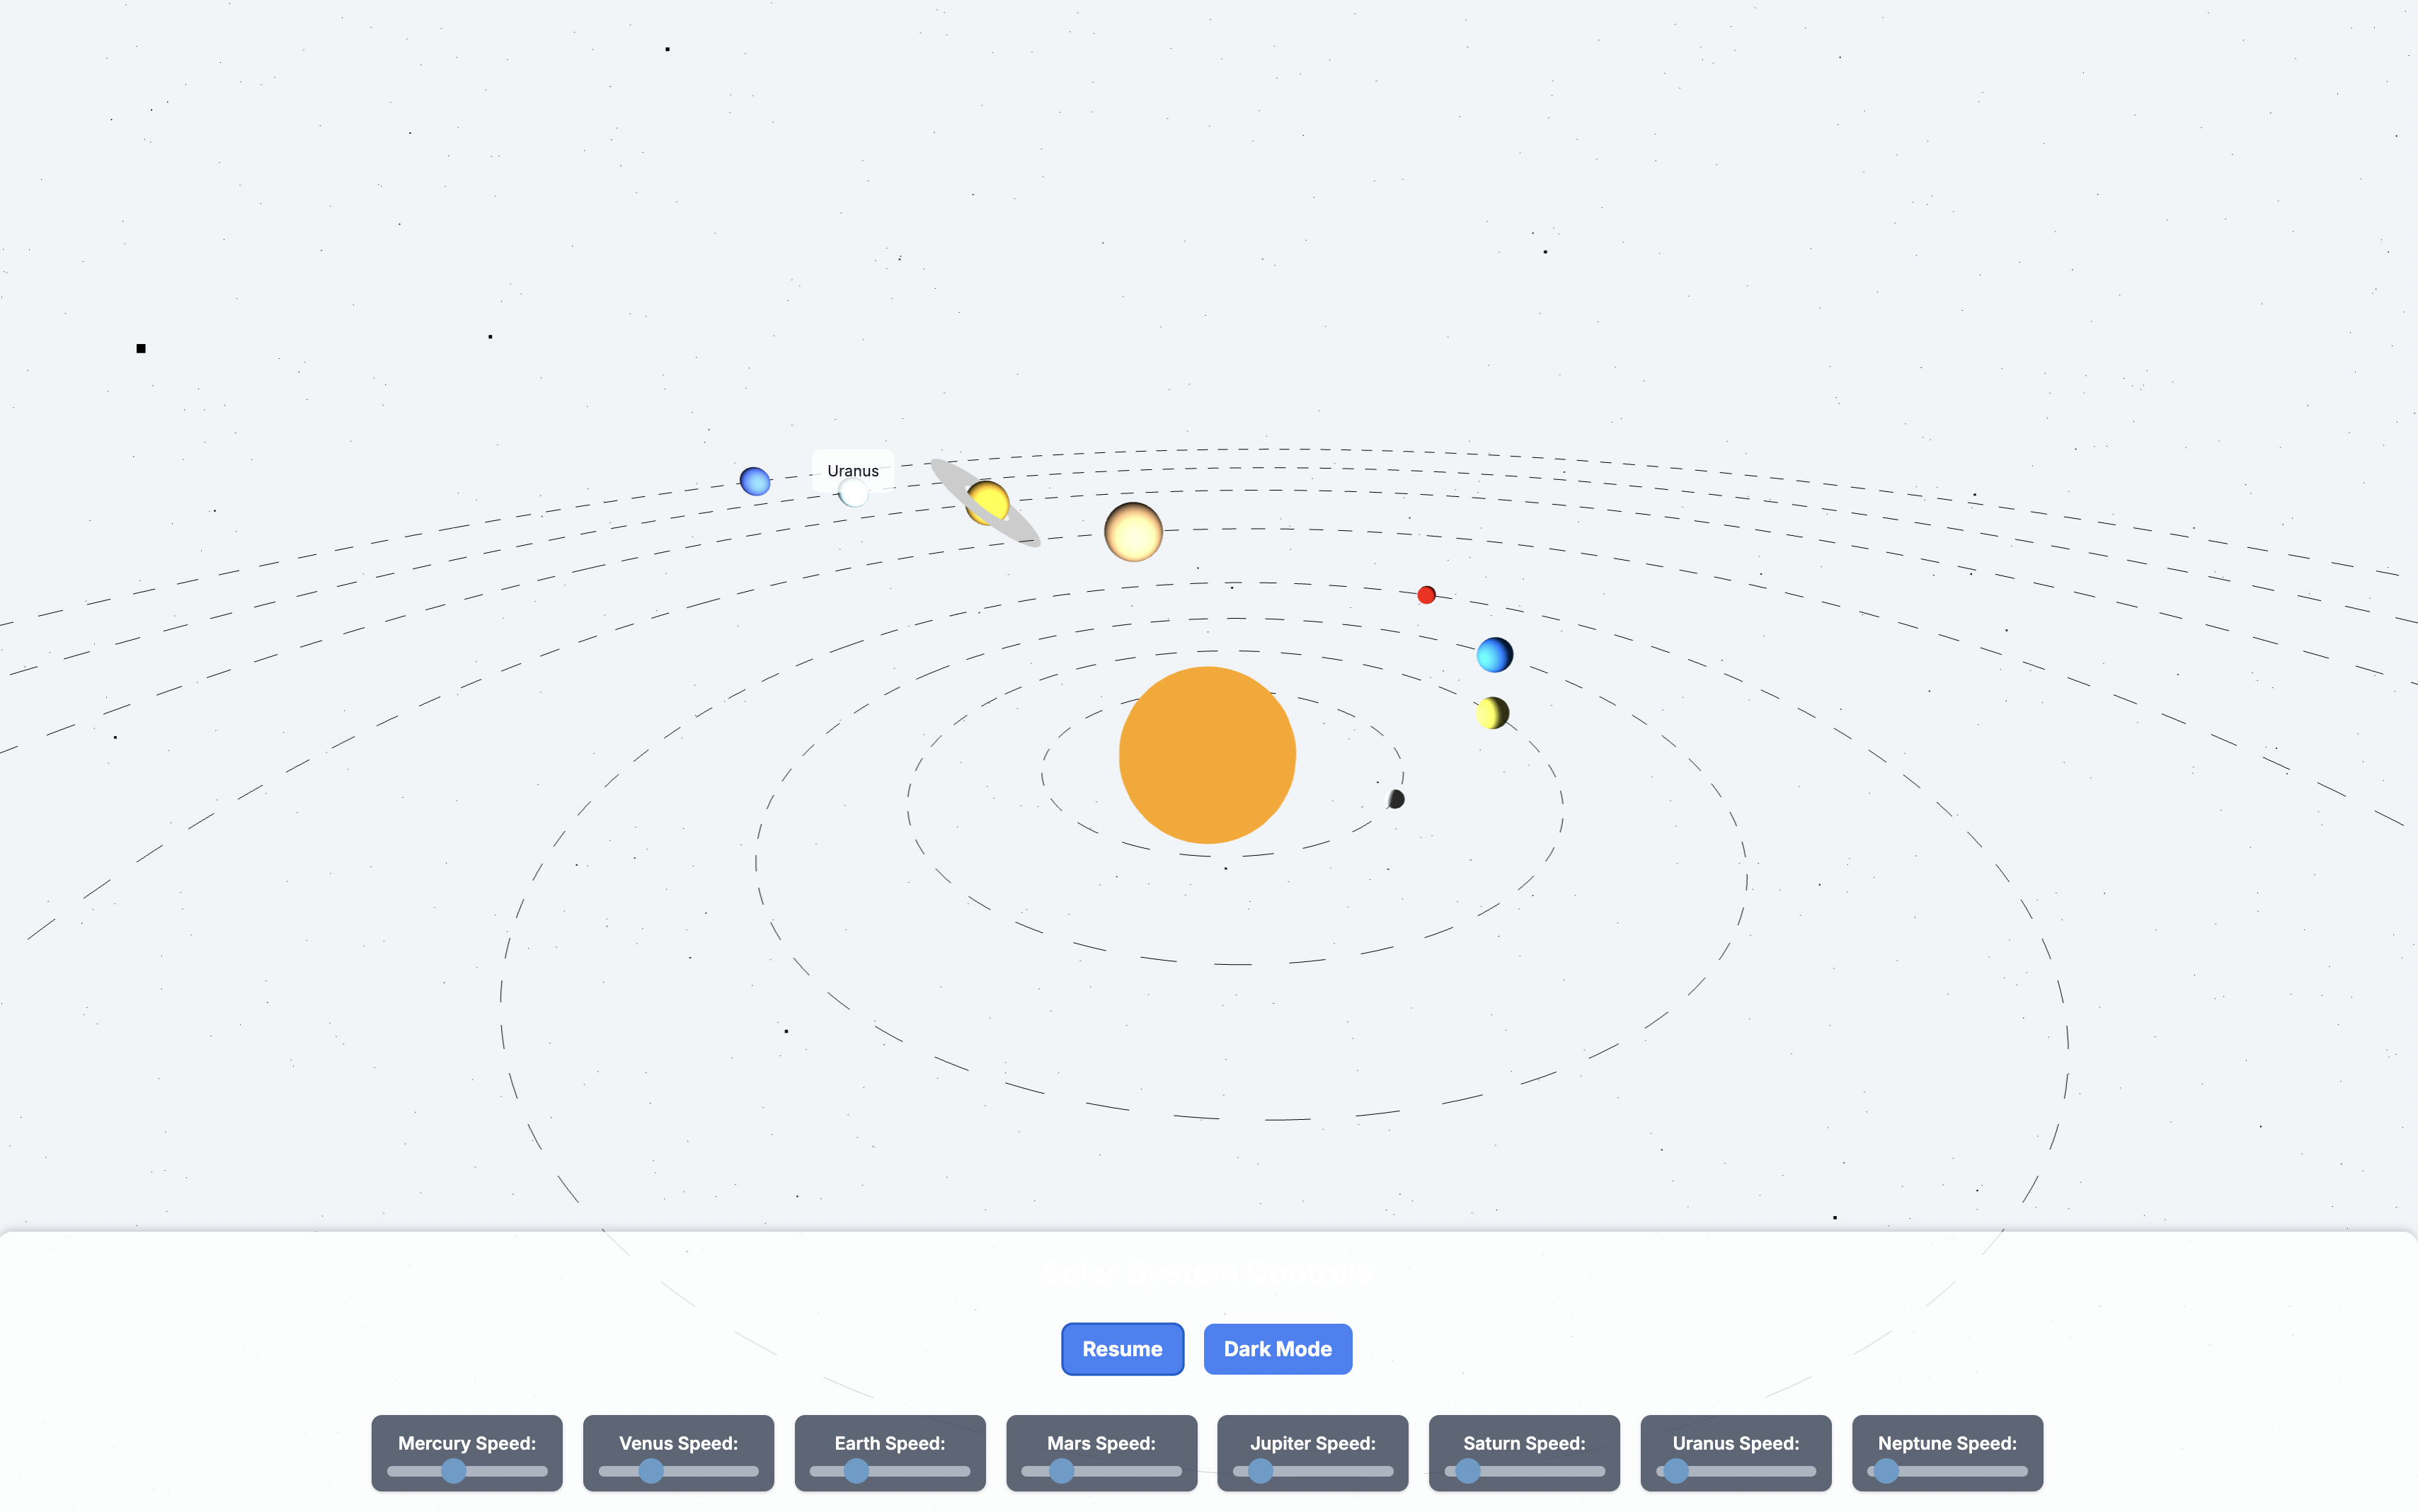 Uranus
Solar System Controls
Resume
Dark Mode
Mercury Speed:
Venus Speed:
Earth Speed:
Mars Speed:
Jupiter Speed:
Saturn Speed:
Uranus Speed:
Neptune Speed: